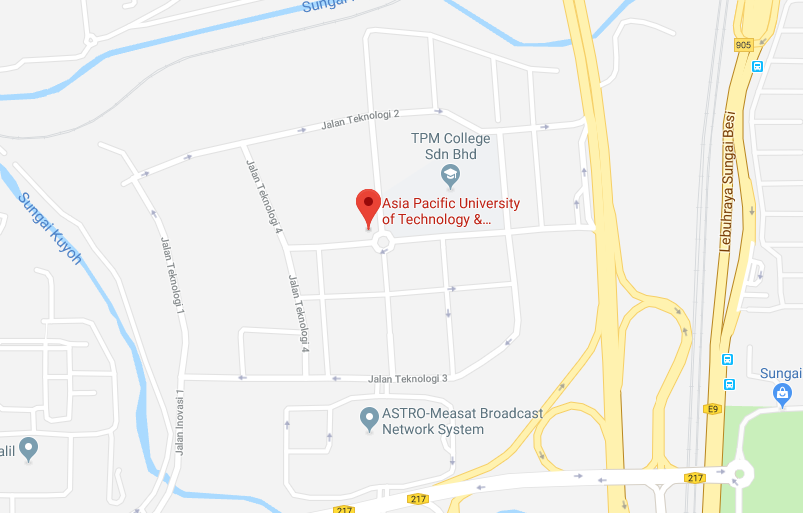 Sungai
905
Jalan Teknologi 2
TPM College
Sdn Bhd
Lebuhraya Sungai Besi
Jalan Teknologi 4
Asia Pacific University
of Technology &...
Sungai Kuyoh
Jalan Teknologi 1
Jalan Teknologi 4
Jalan Teknologi 3
Sungai
Jalan Inovasi 1
ASTRO-Measat Broadcast
Network System
E9
alil
217
217
217